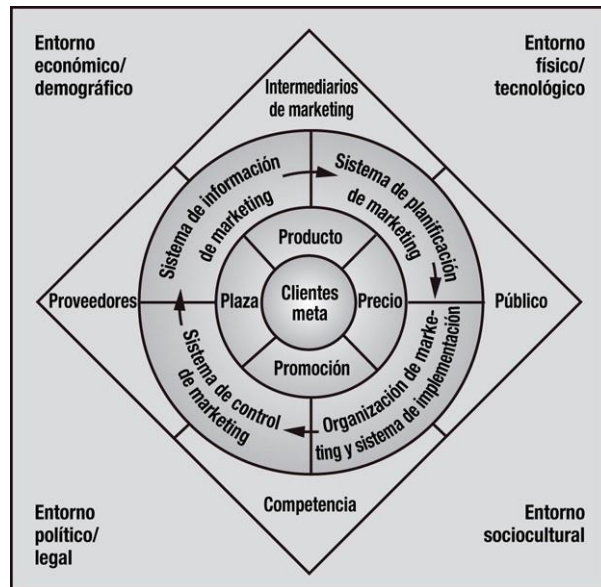 Entorno
económico/
demográfico
Entorno
físico/
tecnológico
Intermediarios
de marketing
Sistema de información
de marketing
Sistema de planificación
de marketing
Producto
Proveedores
Plaza
Clientes
meta
Precio
Público
Promoción
Sistema de control
de marketing
Organización de marke-
ting y sistema de implementación
Competencia
Entorno
político/
legal
Entorno
sociocultural